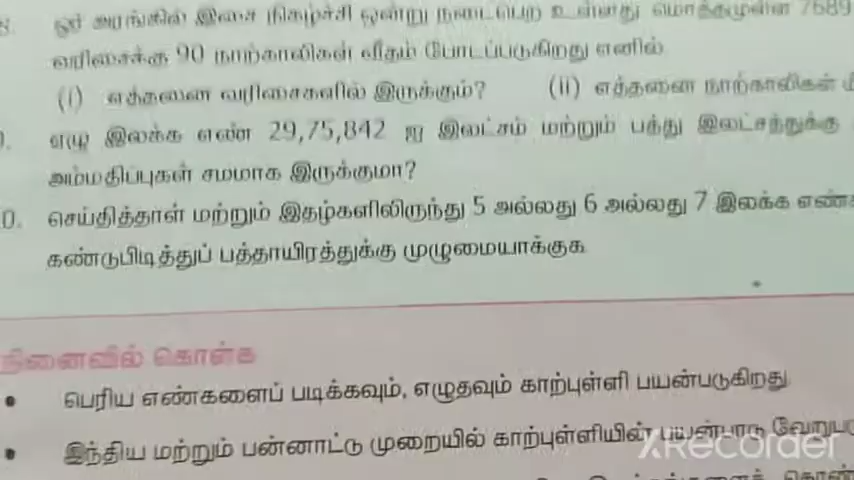 ஓர் அரங்கில் இசை நிகழ்ச்சி ஒன்று நடைபெற உள்ளது மொத்தமுள்ள 7689
வரிசைக்கு 90 நாற்காலிகள் வீதம் போடப்படுகிறது எனில்
(i) எத்தனை வரிசைகளில் இருக்கும்? (ii) எத்தனை நாற்காலிகள்
ஏழு இலக்க எண் 29,75,842 ஐ இலட்சம் மற்றும் பத்து இலட்சத்துக்கு
அம்மதிப்புகள் சமமாக இருக்குமா?
0. செய்தித்தாள் மற்றும் இதழ்களிலிருந்து 5 அல்லது 6 அல்லது 7 இலக்க
கண்டுபிடித்துப் பத்தாயிரத்துக்கு முழுமையாக்குக
நினைவில் கொள்க
• பெரிய எண்களைப் படிக்கவும், எழுதவும் காற்புள்ளி பயன்படுகிறது
• இந்திய மற்றும் பன்னாட்டு முறையில் காற்புள்ளியின் பயன்பாடு
XRecorder